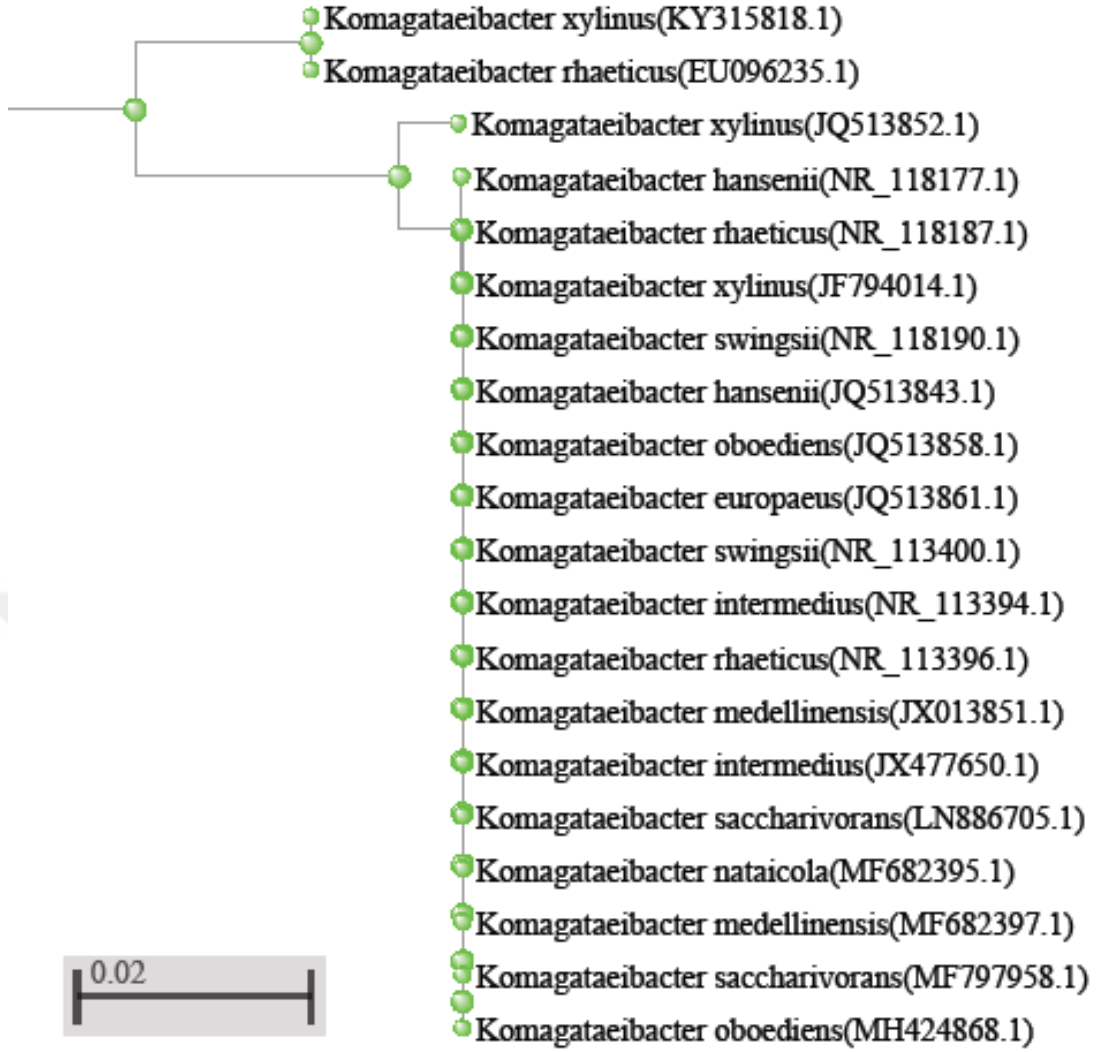 Komagataeibacter xylinus(KY315818.1)
Komagataeibacter rhaeticus(EU096235.1)
Komagataeibacter xylinus(JQ513852.1)
Komagataeibacter hansenii(NR_118177.1)
Komagataeibacter rhaeticus(NR_118187.1)
Komagataeibacter xylinus(JF794014.1)
Komagataeibacter swingsii(NR_118190.1)
Komagataeibacter hansenii(JQ513843.1)
Komagataeibacter oboediens(JQ513858.1)
Komagataeibacter europaeus(JQ513861.1)
Komagataeibacter swingsii(NR_113400.1)
Komagataeibacter intermedius(NR_113394.1)
Komagataeibacter rhaeticus(NR_113396.1)
Komagataeibacter medellinensis(JX013851.1)
Komagataeibacter intermedius(JX477650.1)
Komagataeibacter saccharivorans(LN886705.1)
Komagataeibacter nataicola(MF682395.1)
Komagataeibacter medellinensis(MF682397.1)
Komagataeibacter saccharivorans(MF797958.1)
Komagataeibacter oboediens(MH424868.1)
0.02